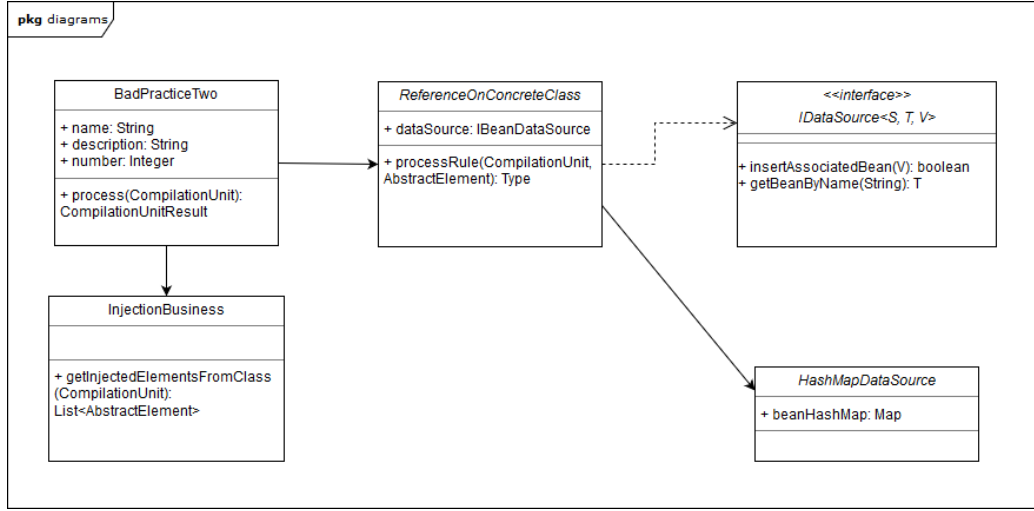 pkg diagrams
BadPracticeTwo
+ name: String
+ description: String
+ number: Integer
+ process(CompilationUnit):
CompilationUnitResult
ReferenceOnConcreteClass
+ dataSource: IBeanDataSource
+ processRule(CompilationUnit,
AbstractElement): Type
<<interface>>
IDataSource<S, T, V>
+ insertAssociatedBean(V): boolean
+ getBeanByName(String): T
InjectionBusiness
+ getInjectedElementsFromClass
(CompilationUnit):
List<AbstractElement>
HashMapDataSource
+ beanHashMap: Map